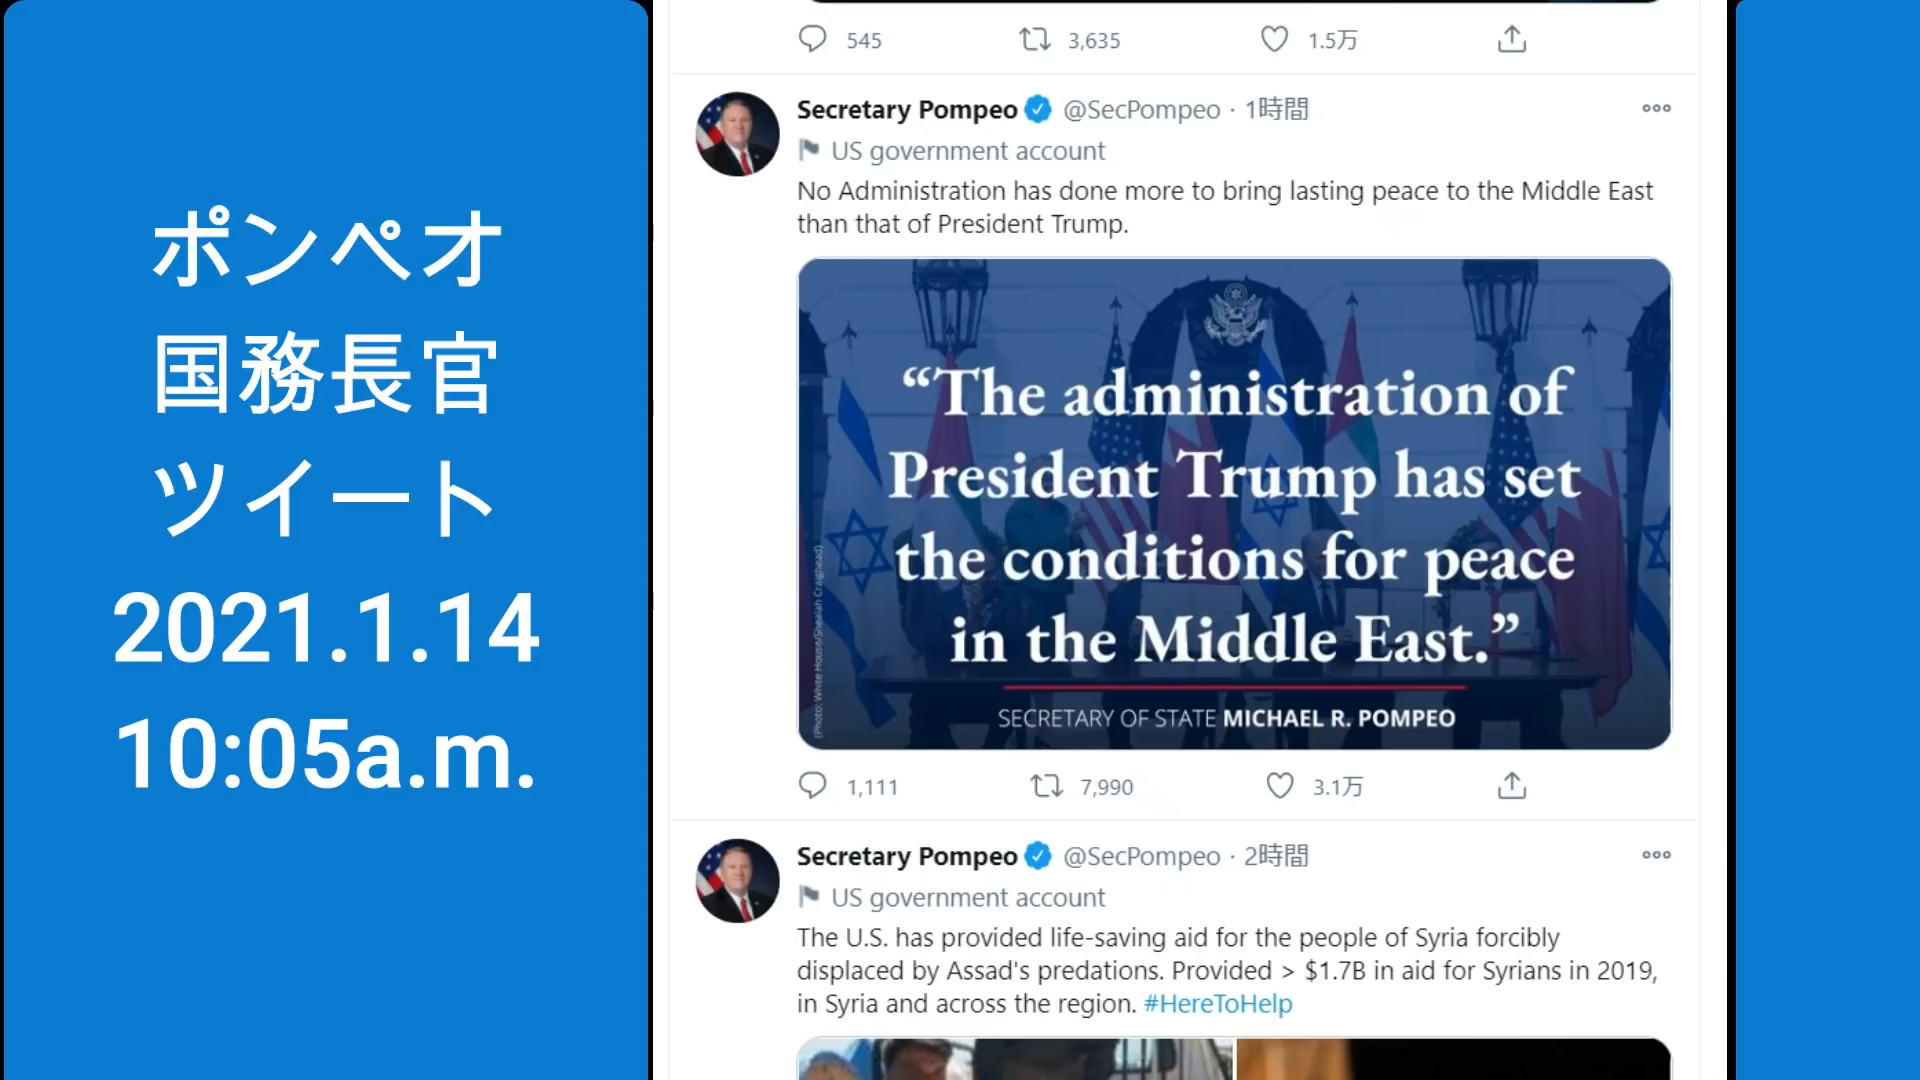 ポンペオ
国務長官
ツイート
2021.1.14
10:05a.m.
545 3,635 1.5万
Secretary Pompeo @SecPompeo · 1時間
US government account
No Administration has done more to bring lasting peace to the Middle East
than that of President Trump.
“The administration of
President Trump has set
the conditions for peace
in the Middle East.”
SECRETARY OF STATE MICHAEL R. POMPEO
(Photo: White House/Shealah Craighead)
1,111 7,990 3.1万
Secretary Pompeo @SecPompeo · 2時間
US government account
The U.S. has provided life-saving aid for the people of Syria forcibly
displaced by Assad's predations. Provided > $1.7B in aid for Syrians in 2019,
in Syria and across the region. #HereToHelp